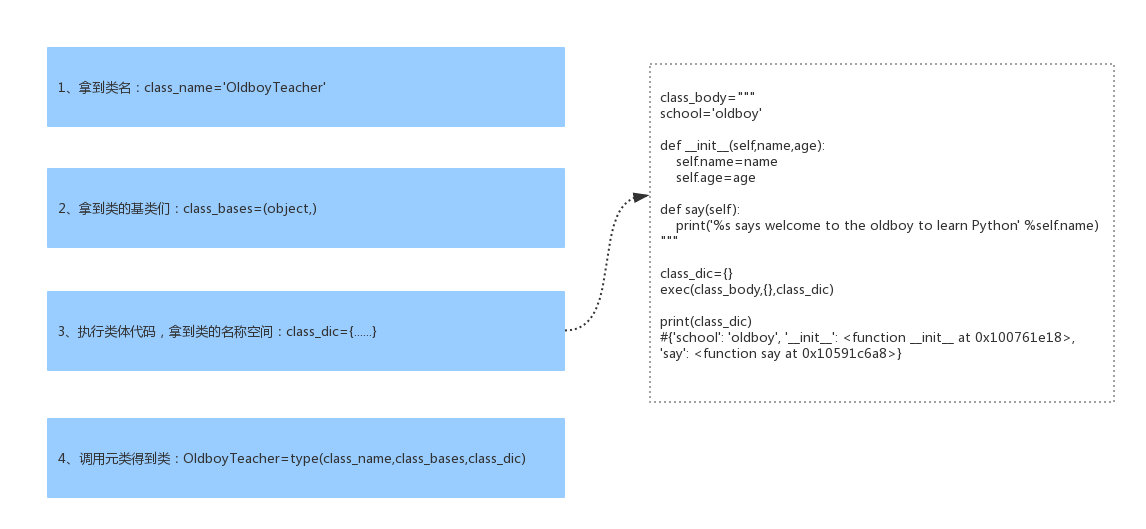 1、拿到类名：class_name='OldboyTeacher'
2、拿到类的基类们：class_bases=(object,)
3、执行类体代码，拿到类的名称空间：class_dic={......}
4、调用元类得到类：OldboyTeacher=type(class_name,class_bases,class_dic)
class_body="""
school='oldboy'
def __init__(self,name,age):
    self.name=name
    self.age=age
def say(self):
    print('%s says welcome to the oldboy to learn Python' %self.name)
"""
class_dic={}
exec(class_body,{},class_dic)
print(class_dic)
#{'school': 'oldboy', '__init__': <function __init__ at 0x100761e18>,
'say': <function say at 0x10591c6a8>}